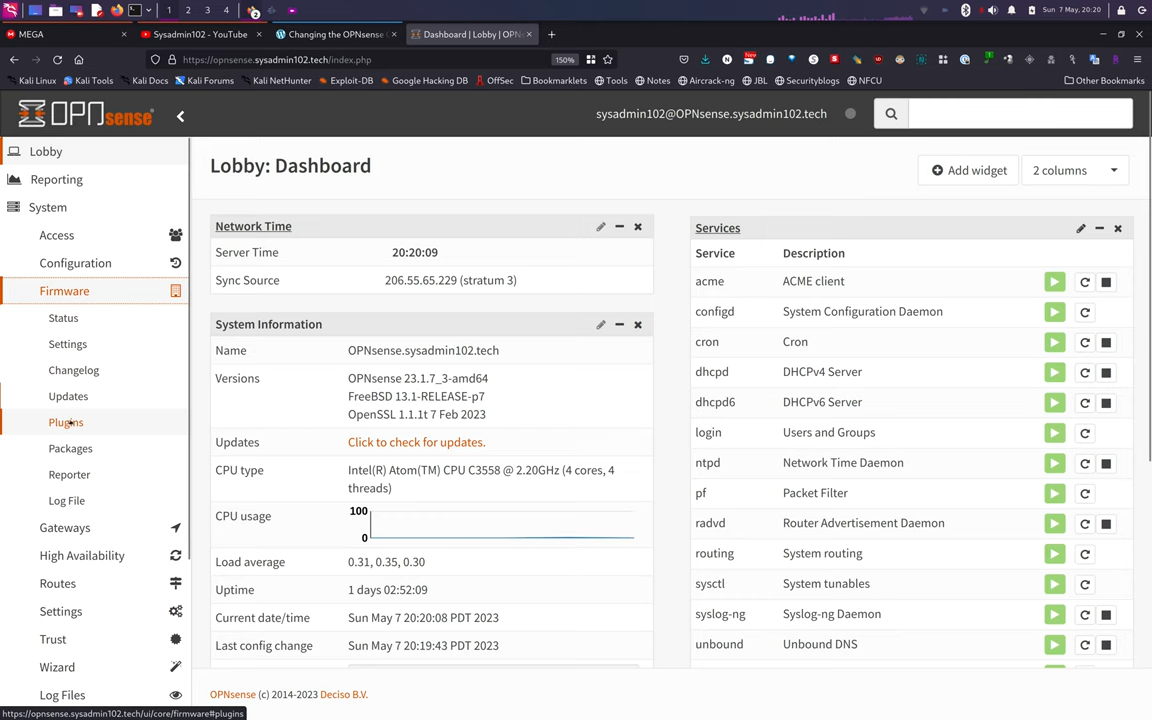 1 2 3 4
2
Sun 7 May, 20:20
MEGA
Sysadmin102 - YouTube
Changing the OPNsense C
Dashboard | Lobby | OPN
https://opnsense.sysadmin102.tech/index.php
150%
New
Kali Linux
Kali Tools
Kali Docs
Kali Forums
Kali NetHunter
Exploit-DB
Google Hacking DB
OffSec
Bookmarklets
Tools
Notes
Aircrack-ng
JBL
Securityblogs
NFCU
Other Bookmarks
OPNsense
sysadmin102@OPNsense.sysadmin102.tech
Lobby
Reporting
System
Access
Configuration
Firmware
Status
Settings
Changelog
Updates
Plugins
Packages
Reporter
Log File
Gateways
High Availability
Routes
Settings
Trust
Wizard
Log Files
Lobby: Dashboard
Add widget
2 columns
Network Time
Server Time 20:20:09
Sync Source 206.55.65.229 (stratum 3)
System Information
Name OPNsense.sysadmin102.tech
Versions OPNsense 23.1.7_3-amd64
FreeBSD 13.1-RELEASE-p7
OpenSSL 1.1.1t 7 Feb 2023
Updates Click to check for updates.
CPU type Intel(R) Atom(TM) CPU C3558 @ 2.20GHz (4 cores, 4
threads)
CPU usage 100
0
Load average 0.31, 0.35, 0.30
Uptime 1 days 02:52:09
Current date/time Sun May 7 20:20:08 PDT 2023
Last config change Sun May 7 20:19:43 PDT 2023
Services
Service Description
acme ACME client
configd System Configuration Daemon
cron Cron
dhcpd DHCPv4 Server
dhcpd6 DHCPv6 Server
login Users and Groups
ntpd Network Time Daemon
pf Packet Filter
radvd Router Advertisement Daemon
routing System routing
sysctl System tunables
syslog-ng Syslog-ng Daemon
unbound Unbound DNS
OPNsense (c) 2014-2023 Deciso B.V.
https://opnsense.sysadmin102.tech/ui/core/firmware#plugins